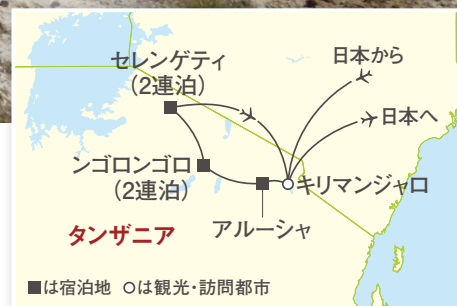 セレンゲティ
(2連泊)
日本から
日本へ
ンゴロンゴロ
(2連泊)
キリマンジャロ
アルーシャ
タンザニア
■は宿泊地 ○は観光・訪問都市